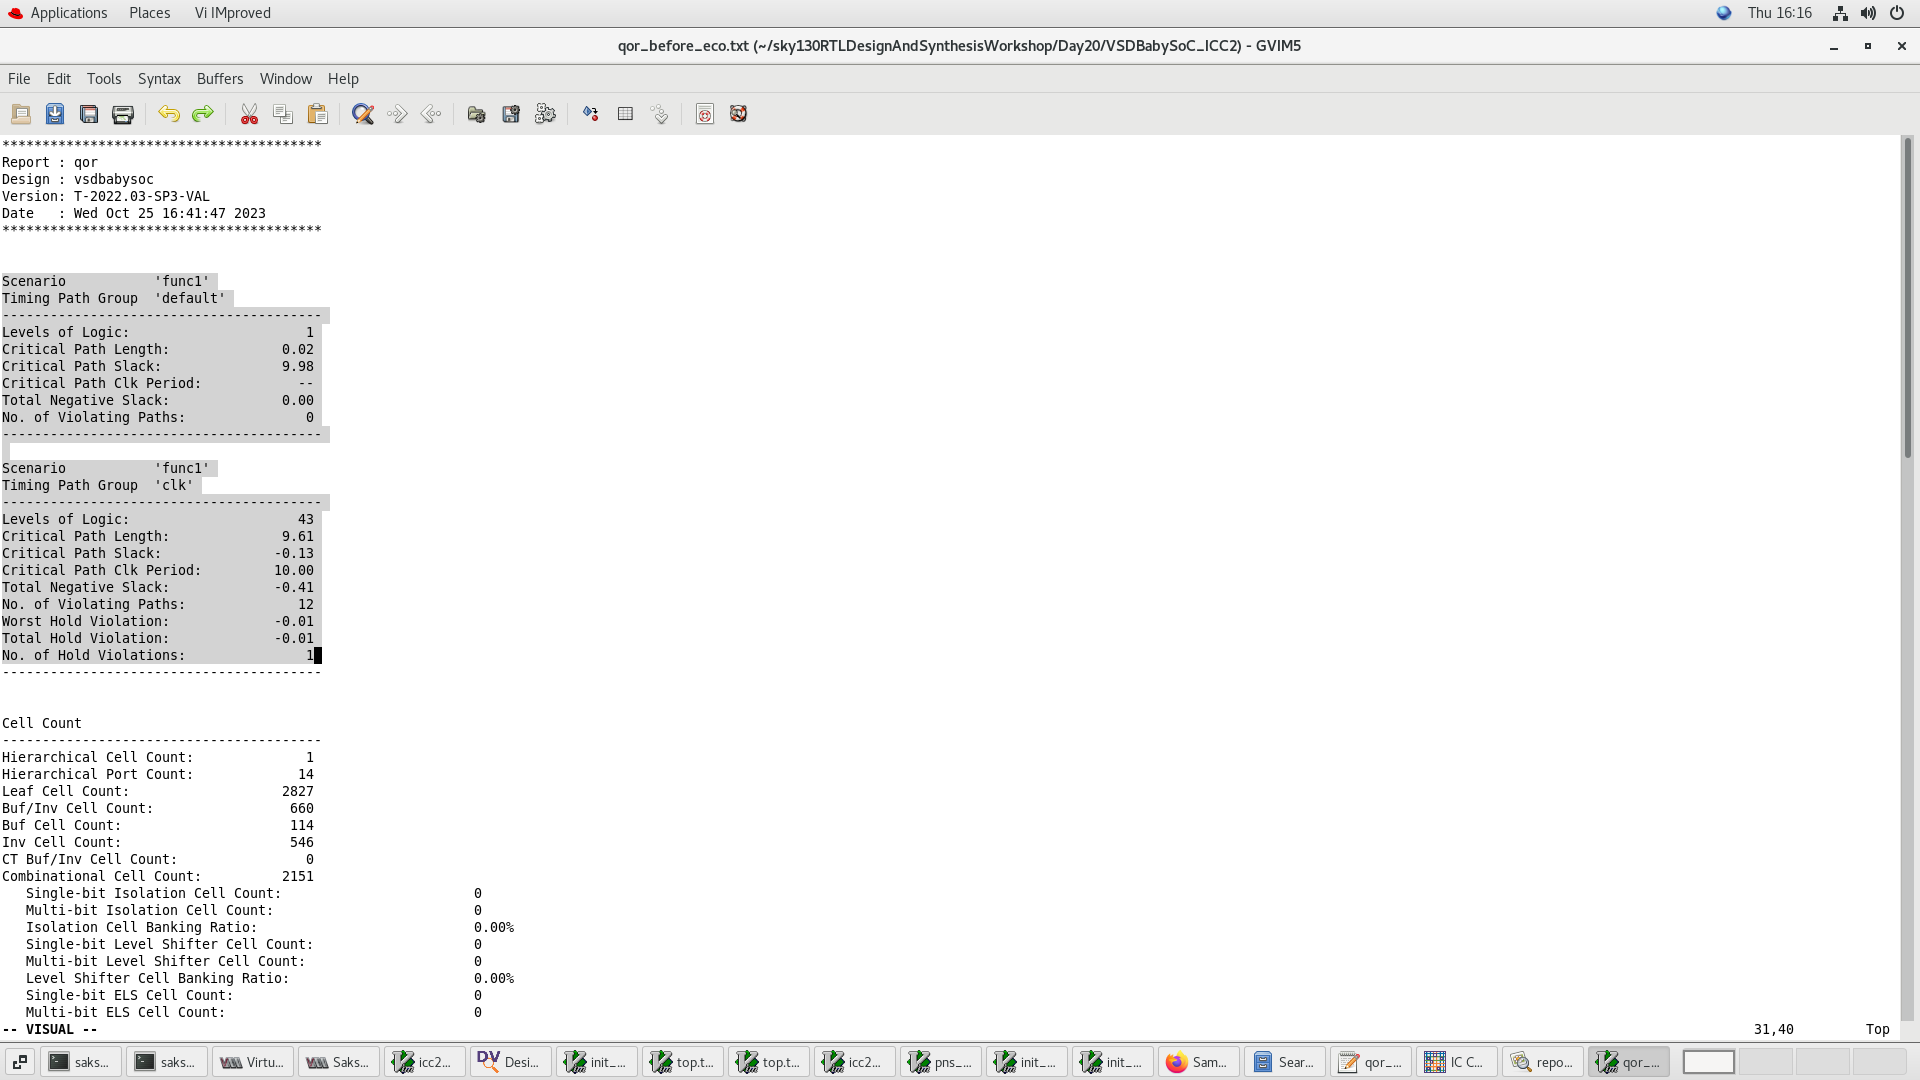 Applications Places Vi IMproved Thu 16:16
qor_before_eco.txt (~/sky130RTLDesignAndSynthesisWorkshop/Day20/VSDBabySoC_ICC2) - GVIM5
File Edit Tools Syntax Buffers Window Help
****************************************
Report : qor
Design : vsdbabysoc
Version: T-2022.03-SP3-VAL
Date   : Wed Oct 25 16:41:47 2023
****************************************
Scenario           'func1'
Timing Path Group  'default'
----------------------------------------
Levels of Logic:                      1
Critical Path Length:              0.02
Critical Path Slack:               9.98
Critical Path Clk Period:            --
Total Negative Slack:              0.00
No. of Violating Paths:               0
----------------------------------------
Scenario           'func1'
Timing Path Group  'clk'
----------------------------------------
Levels of Logic:                     43
Critical Path Length:              9.61
Critical Path Slack:              -0.13
Critical Path Clk Period:         10.00
Total Negative Slack:             -0.41
No. of Violating Paths:              12
Worst Hold Violation:             -0.01
Total Hold Violation:             -0.01
No. of Hold Violations:               1
----------------------------------------
Cell Count
----------------------------------------
Hierarchical Cell Count:              1
Hierarchical Port Count:             14
Leaf Cell Count:                   2827
Buf/Inv Cell Count:                 660
Buf Cell Count:                     114
Inv Cell Count:                     546
CT Buf/Inv Cell Count:                0
Combinational Cell Count:          2151
   Single-bit Isolation Cell Count:                        0
   Multi-bit Isolation Cell Count:                         0
   Isolation Cell Banking Ratio:                           0.00%
   Single-bit Level Shifter Cell Count:                    0
   Multi-bit Level Shifter Cell Count:                     0
   Level Shifter Cell Banking Ratio:                       0.00%
   Single-bit ELS Cell Count:                              0
   Multi-bit ELS Cell Count:                               0
-- VISUAL -- 31,40 Top
saks... saks... Virtu... Saks... icc2... Desi... init_... top.t... top.t... icc2... pns_... init_... init_... Sam... Sear... qor_... IC C... repo... qor_...